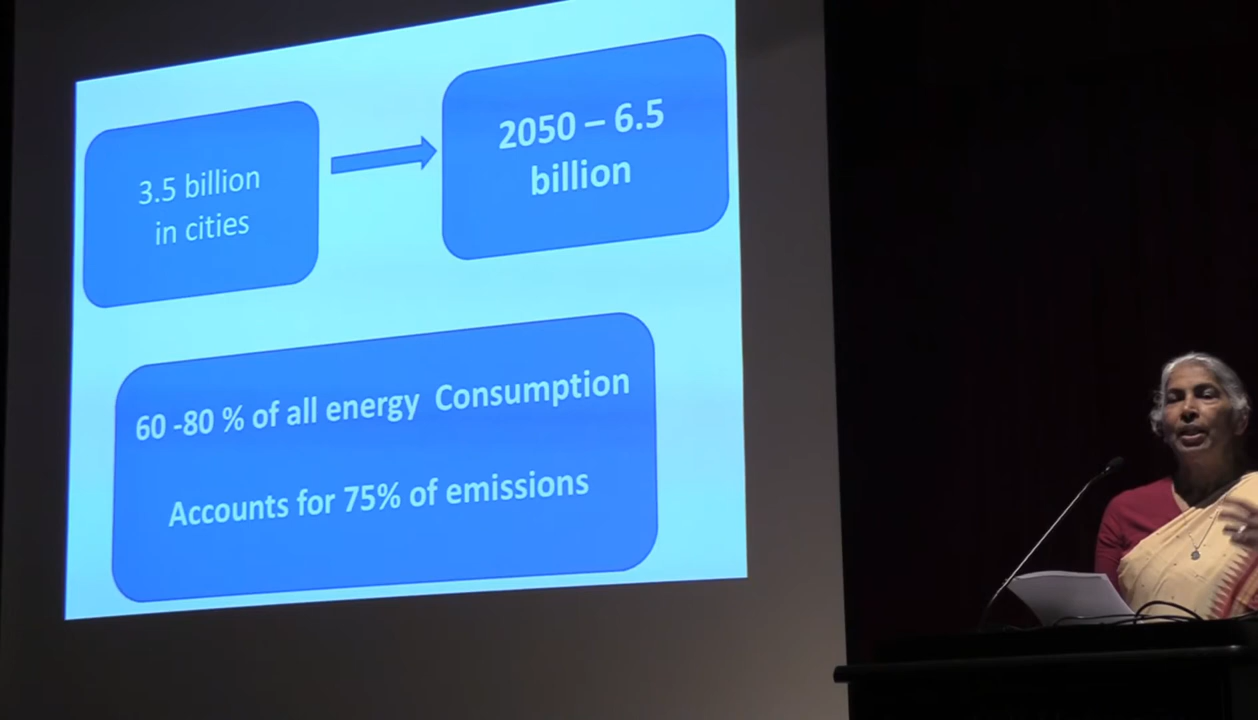 3.5 billion
in cities
2050 – 6.5
billion
60 -80 % of all energy Consumption
Accounts for 75% of emissions